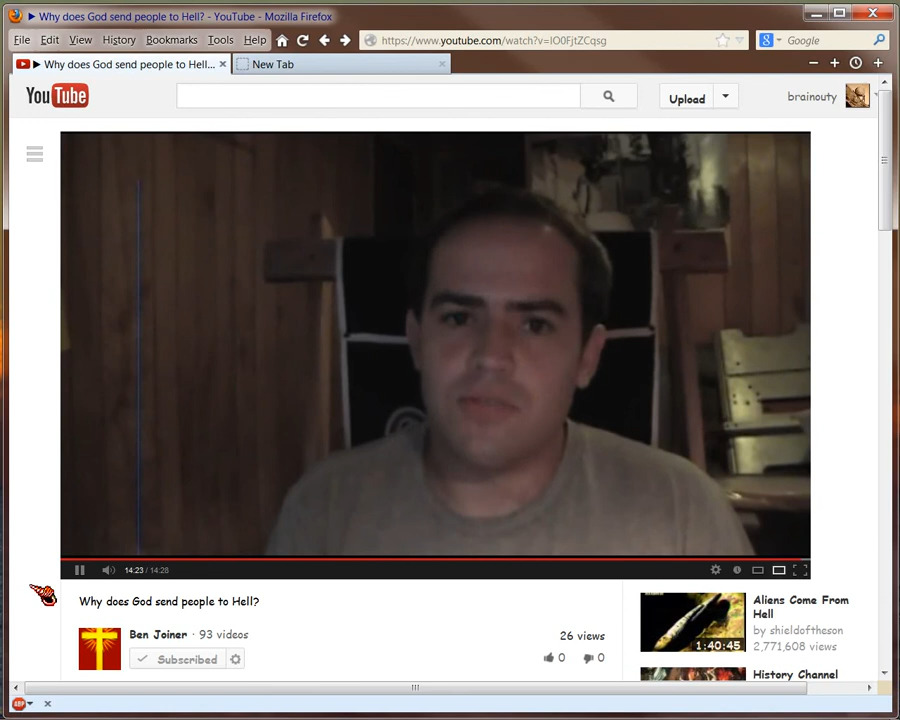 ▶ Why does God send people to Hell? - YouTube - Mozilla Firefox
File Edit View History Bookmarks Tools Help
https://www.youtube.com/watch?v=IO0FjtZCqsg
8 Google
▶ Why does God send people to Hell...
New Tab
YouTube
Upload
brainouty
14:23 / 14:28
Why does God send people to Hell?
Ben Joiner · 93 videos
Subscribed
26 views
0 0
Aliens Come From
Hell
by shieldoftheson
2,771,608 views
1:40:45
History Channel
ABP